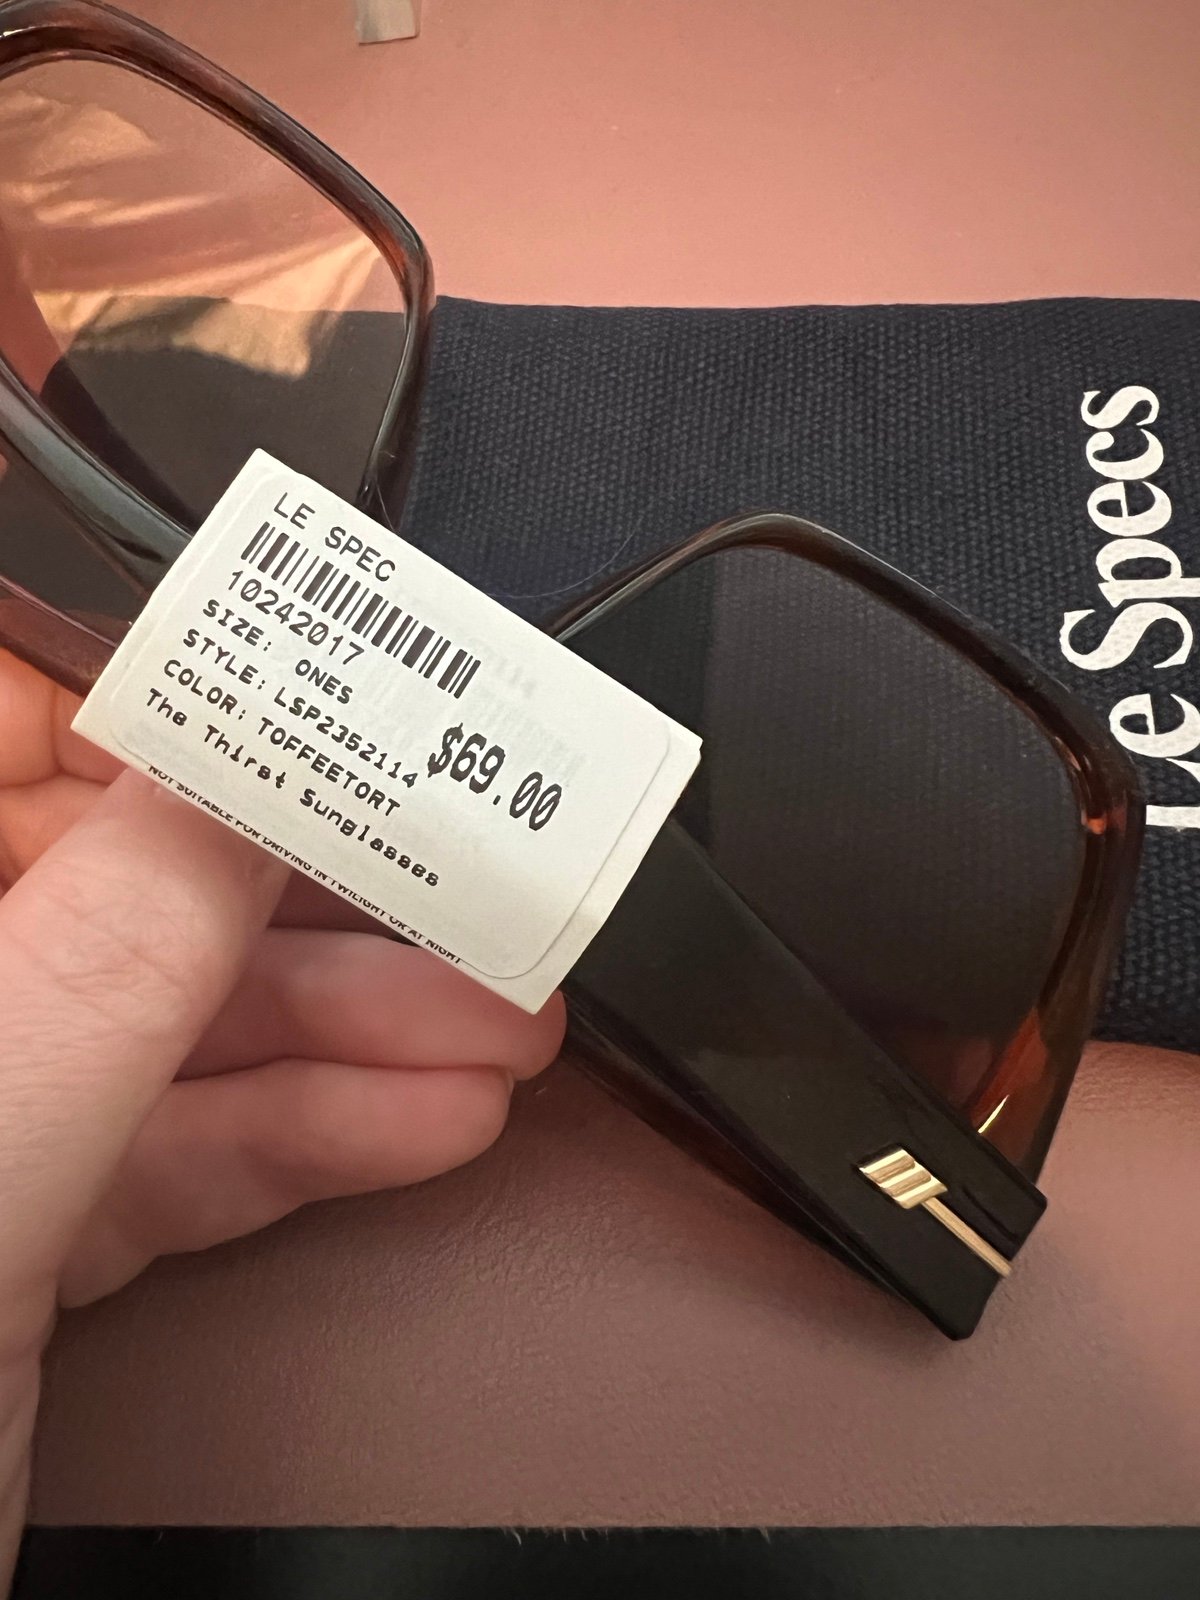 LE SPEC
10242017
SIZE: ONES
STYLE: LSP2352114
COLOR: TOFFEETORT
The Thirst Sunglasses
$69.00
NOT SUITABLE FOR DRIVING IN TWILIGHT OR AT NIGHT
Le Specs